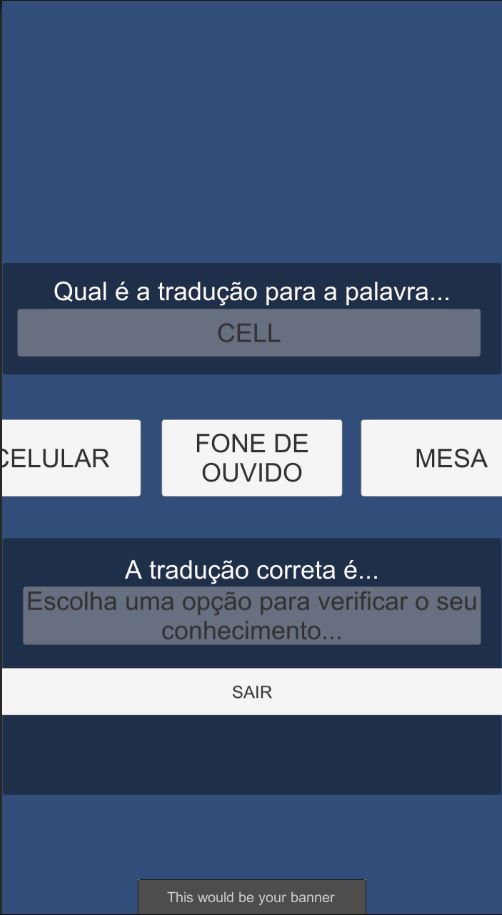 Qual é a tradução para a palavra...
CELL
CELULAR
FONE DE
OUVIDO
MESA
A tradução correta é...
Escolha uma opção para verificar o seu
conhecimento...
SAIR
This would be your banner